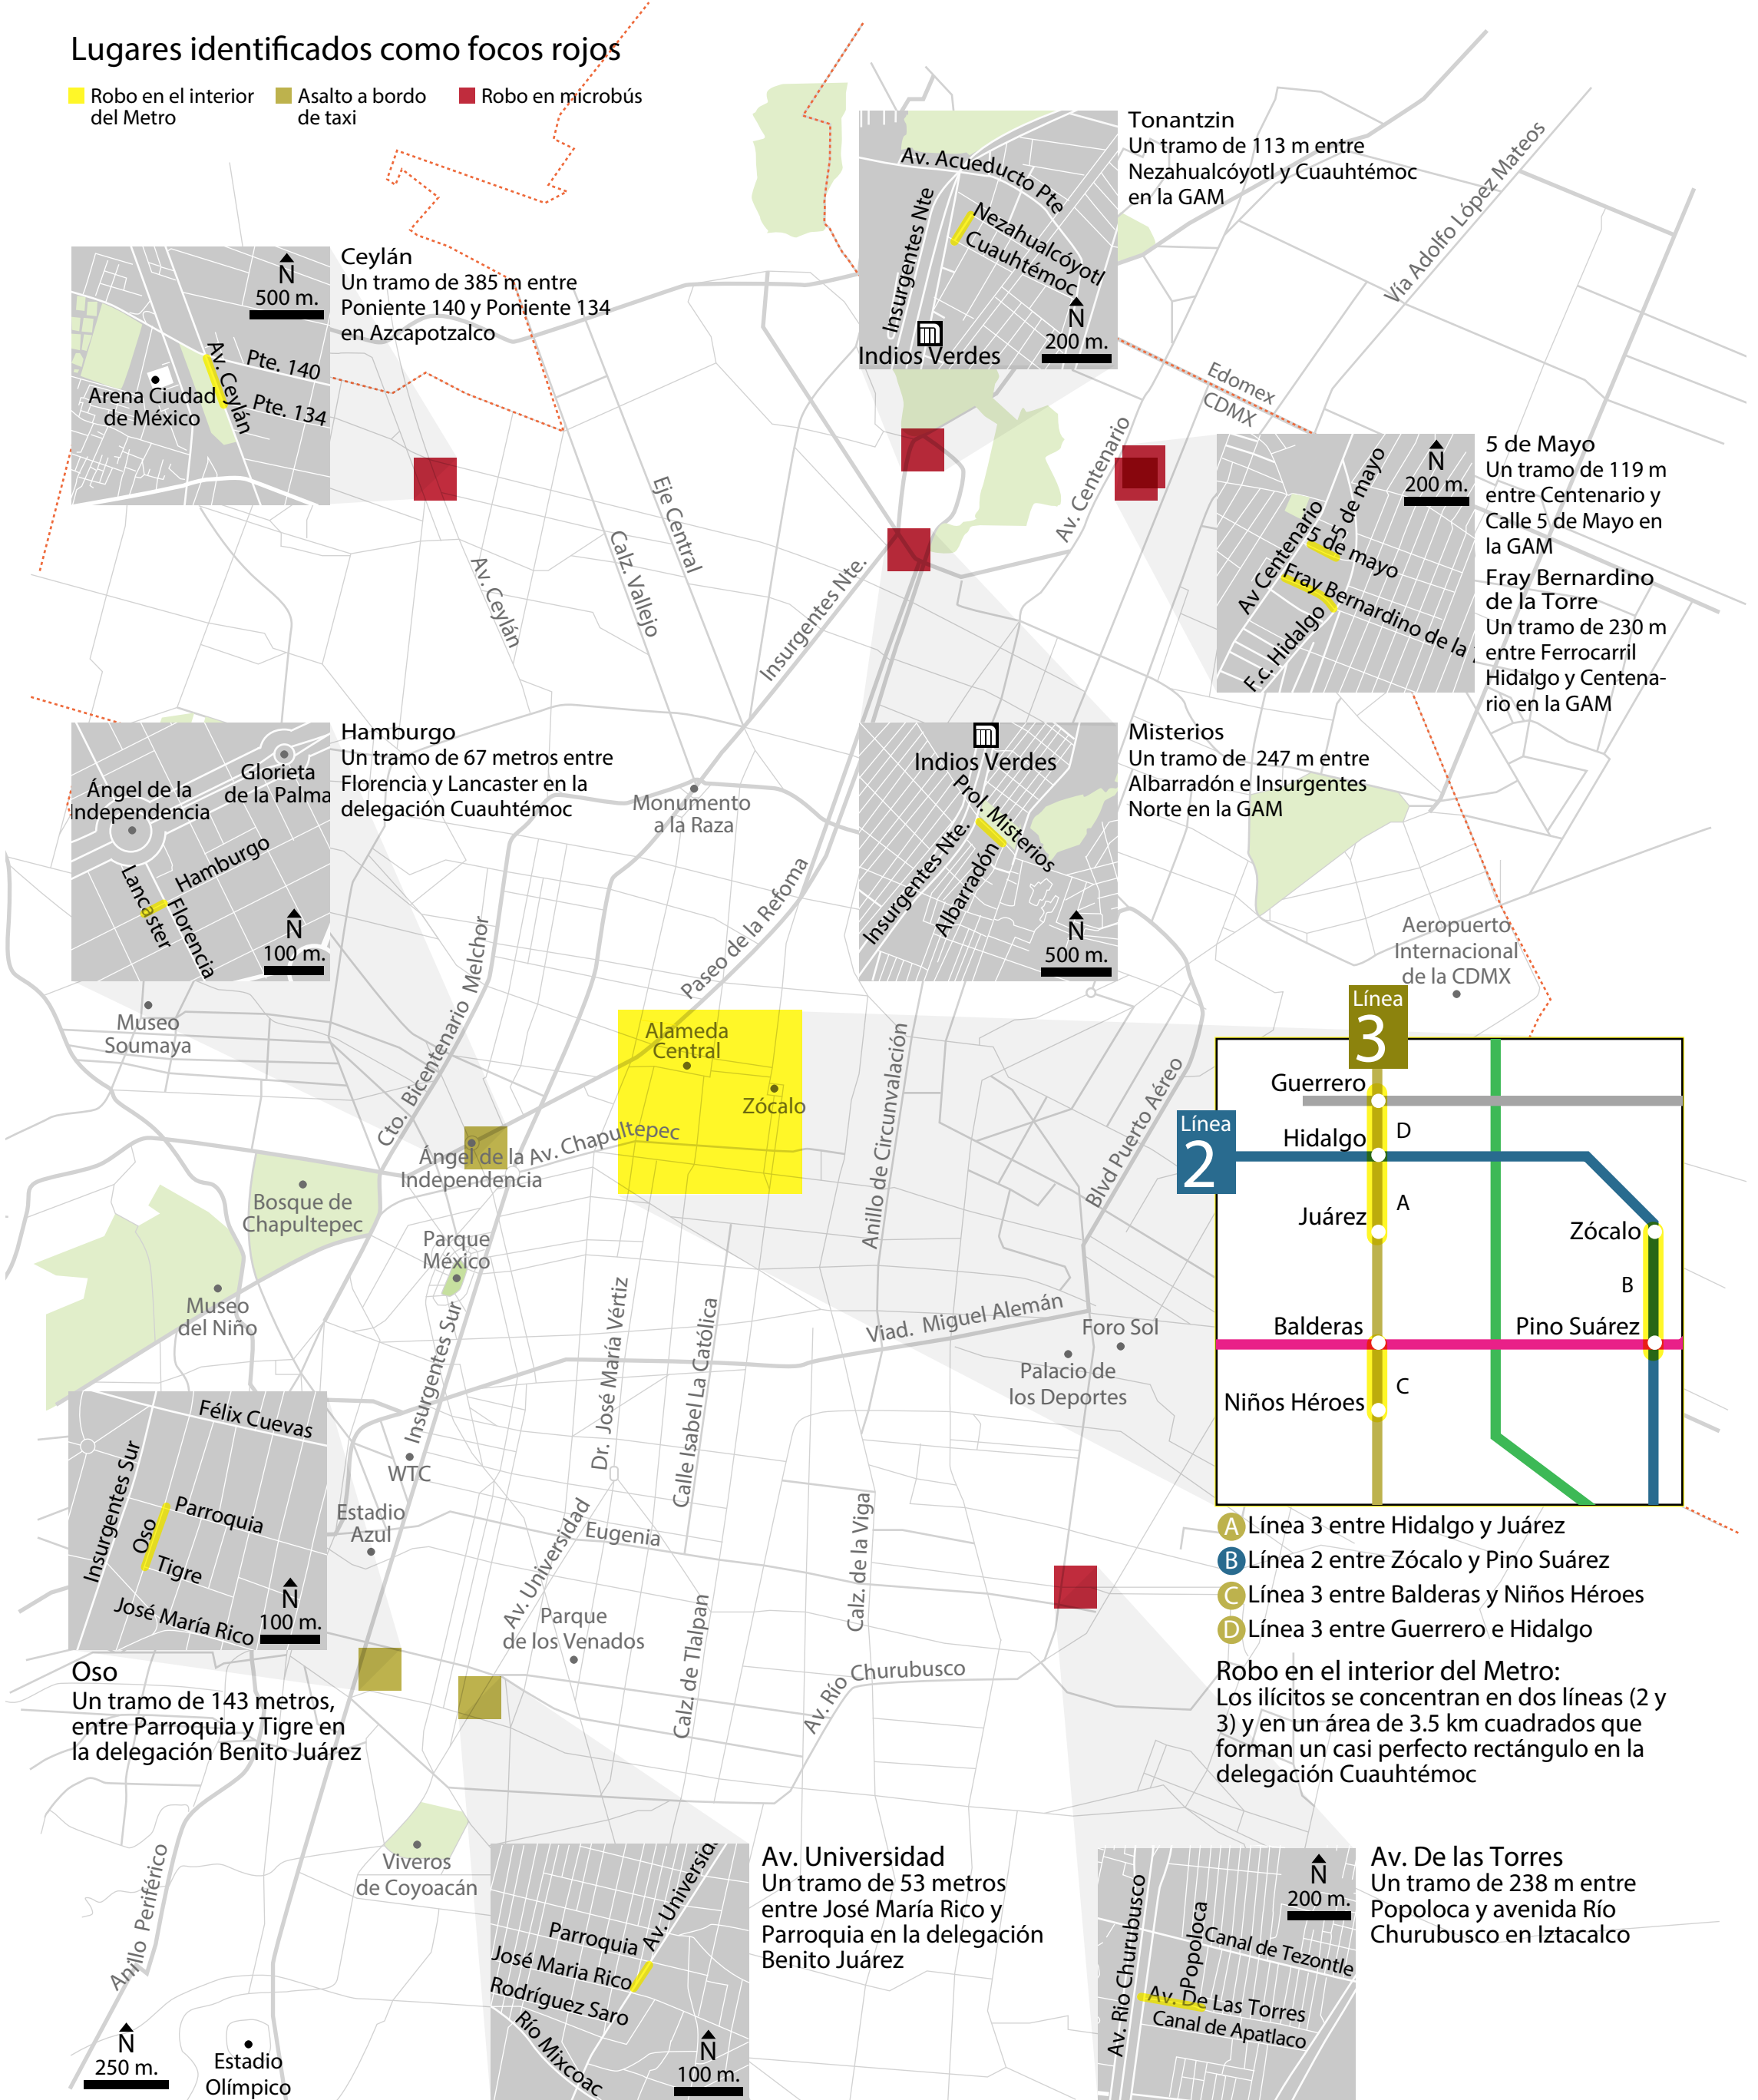 Lugares identificados como focos rojos
Robo en el interior
del Metro
Asalto a bordo
de taxi
Robo en microbús
Tonantzin
Un tramo de 113 m entre
Nezahualcóyotl y Cuauhtémoc
en la GAM
Av. Acueducto Pte
Insurgentes Nte
Nezahualcóyotl
Cuauhtémoc
N
200 m.
Indios Verdes
Vía Adolfo López Mateos
Ceylán
Un tramo de 385 m entre
Poniente 140 y Poniente 134
en Azcapotzalco
N
500 m.
Av. Ceylán
Pte. 140
Pte. 134
Arena Ciudad
de México
Edomex
CDMX
Av. Centenario
Eje Central
Calz. Vallejo
Av. Ceylán
Insurgentes Nte.
5 de Mayo
Un tramo de 119 m
entre Centenario y
Calle 5 de Mayo en
la GAM
Fray Bernardino
de la Torre
Un tramo de 230 m
entre Ferrocarril
Hidalgo y Centena-
rio en la GAM
N
200 m.
5 de mayo
5 de mayo
Av Centenario
Fray Bernardino de la
F.c. Hidalgo
Hamburgo
Un tramo de 67 metros entre
Florencia y Lancaster en la
delegación Cuauhtémoc
Glorieta
de la Palma
Ángel de la
Independencia
Hamburgo
Lancaster
Florencia
N
100 m.
Monumento
a la Raza
Misterios
Un tramo de 247 m entre
Albarradón e Insurgentes
Norte en la GAM
Indios Verdes
Prol. Misterios
Insurgentes Nte.
Albarradón
N
500 m.
Paseo de la Refoma
Aeropuerto
Internacional
de la CDMX
Museo
Soumaya
Cto. Bicentenario Melchor
Alameda
Central
Zócalo
Av. Chapultepec
Ángel de la
Independencia
Anillo de Circunvalación
Blvd Puerto Aéreo
Bosque de
Chapultepec
Parque
México
Museo
del Niño
Insurgentes Sur
Dr. José María Vértiz
Calle Isabel La Católica
Viad. Miguel Alemán
Foro Sol
Palacio de
los Deportes
Línea
3
Línea
2
Guerrero
D
Hidalgo
A
Juárez
Zócalo
B
Balderas
Pino Suárez
C
Niños Héroes
A Línea 3 entre Hidalgo y Juárez
B Línea 2 entre Zócalo y Pino Suárez
C Línea 3 entre Balderas y Niños Héroes
D Línea 3 entre Guerrero e Hidalgo
Robo en el interior del Metro:
Los ilícitos se concentran en dos líneas (2 y
3) y en un área de 3.5 km cuadrados que
forman un casi perfecto rectángulo en la
delegación Cuauhtémoc
Félix Cuevas
Insurgentes Sur
Parroquia
Oso
Tigre
José María Rico
N
100 m.
WTC
Estadio
Azul
Av. Universidad
Eugenia
Calz. de la Viga
Parque
de los Venados
Calz. de Tlalpan
Av. Río Churubusco
Oso
Un tramo de 143 metros,
entre Parroquia y Tigre en
la delegación Benito Juárez
Viveros
de Coyoacán
Anillo Periférico
N
250 m.
Estadio
Olímpico
Av. Universidad
Un tramo de 53 metros
entre José María Rico y
Parroquia en la delegación
Benito Juárez
Av. Universid
Parroquia
José Maria Rico
Rodríguez Saro
Río Mixcoac
N
100 m.
Av. De las Torres
Un tramo de 238 m entre
Popoloca y avenida Río
Churubusco en Iztacalco
N
200 m.
Av. Rio Churubusco
Popoloca
Canal de Tezontle
Av. De Las Torres
Canal de Apatlaco